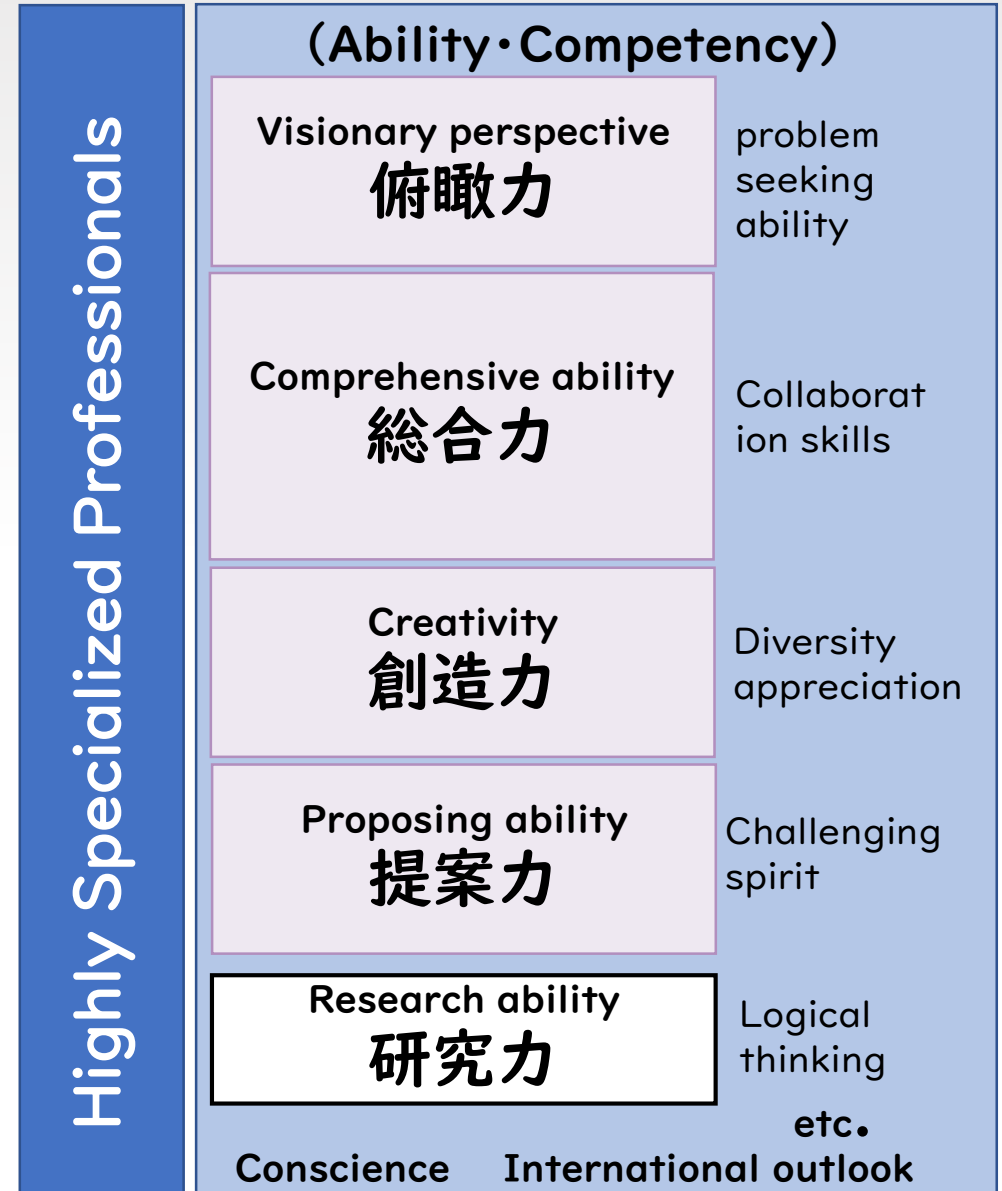 Highly Specialized Professionals
(Ability・Competency)
Visionary perspective
俯瞰力
problem
seeking
ability
Comprehensive ability
総合力
Collaborat
ion skills
Creativity
創造力
Diversity
appreciation
Proposing ability
提案力
Challenging
spirit
Research ability
研究力
Logical
thinking
etc.
Conscience International outlook